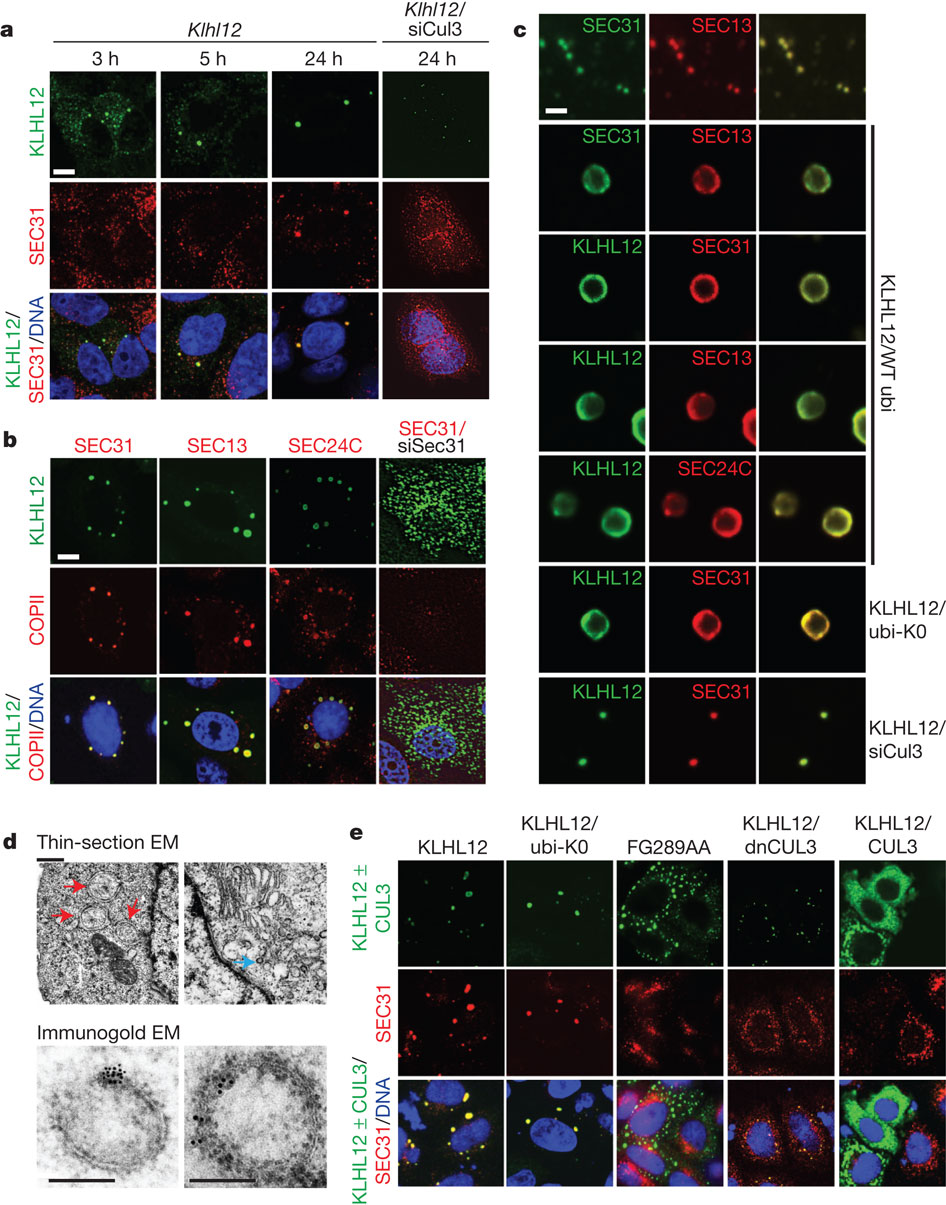 a
Klhl12
Klhl12/
siCul3
3 h
5 h
24 h
24 h
KLHL12
SEC31
KLHL12/
SEC31/DNA
b
SEC31
SEC13
SEC24C
SEC31/
siSec31
KLHL12
COPII
KLHL12/
COPII/DNA
c
SEC31
SEC13
SEC31
SEC13
KLHL12
SEC31
KLHL12
SEC13
KLHL12
SEC24C
KLHL12/WT ubi
KLHL12
SEC31
KLHL12/
ubi-K0
KLHL12
SEC31
KLHL12/
siCul3
d
Thin-section EM
Immunogold EM
e
KLHL12
KLHL12/
ubi-K0
FG289AA
KLHL12/
dnCUL3
KLHL12/
CUL3
KLHL12 ±
CUL3
SEC31
KLHL12 ± CUL3/
SEC31/DNA